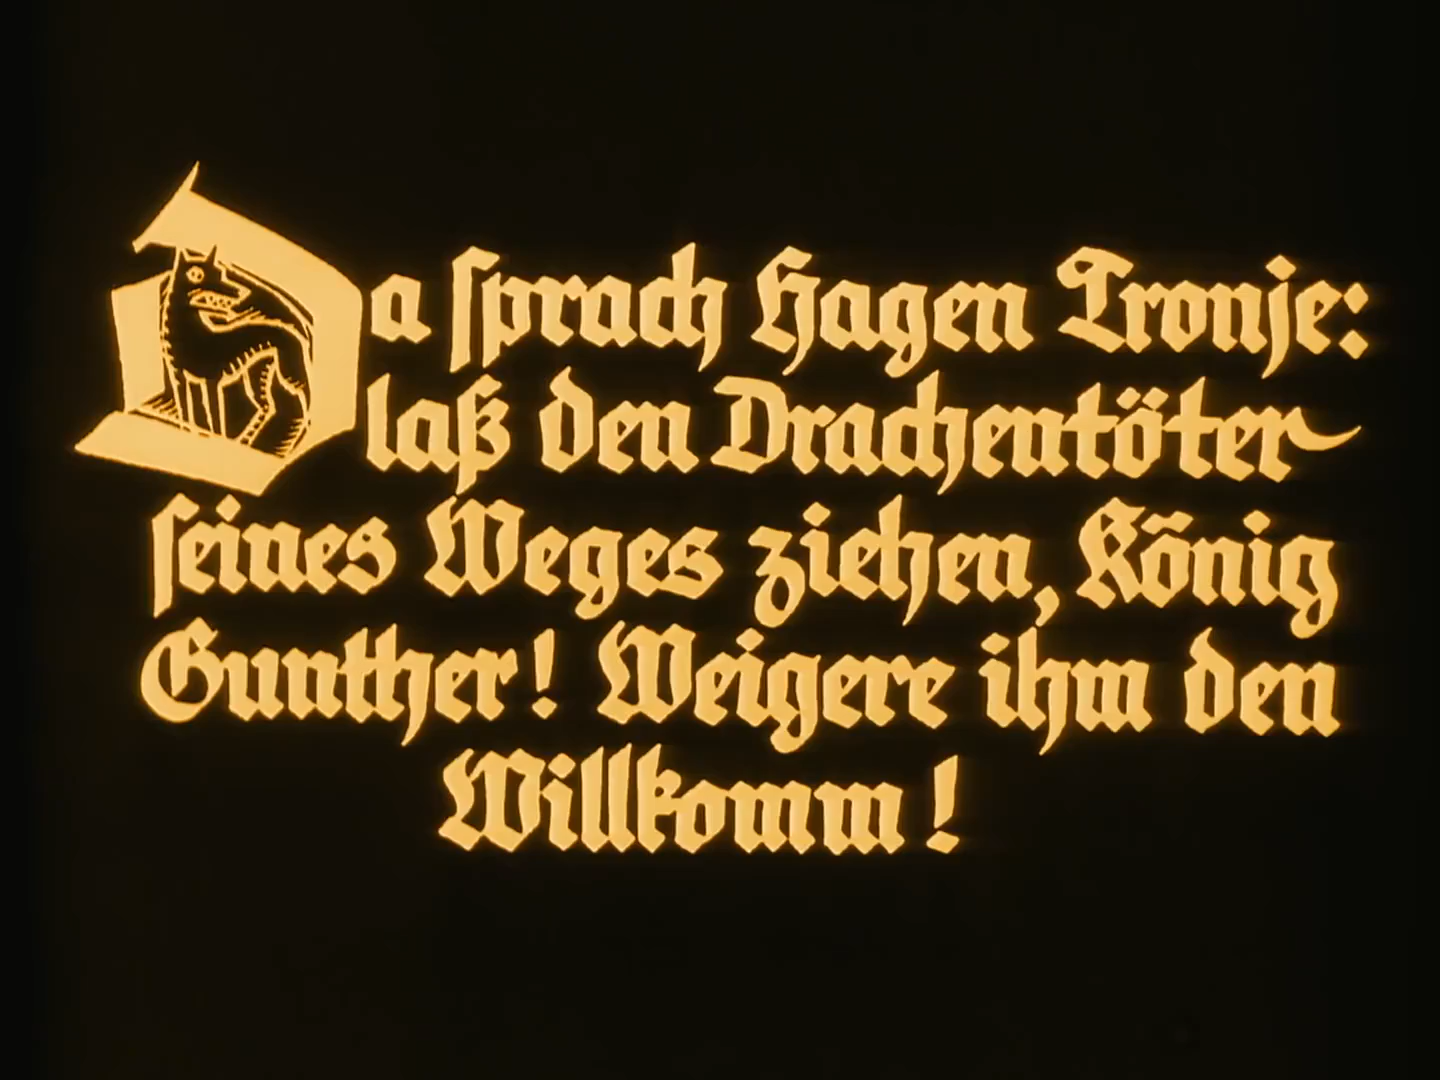 Da sprach Hagen Tronje:
laß den Drachentöter
seines Weges ziehen, König
Gunther! Weigere ihm den
Willkomm!